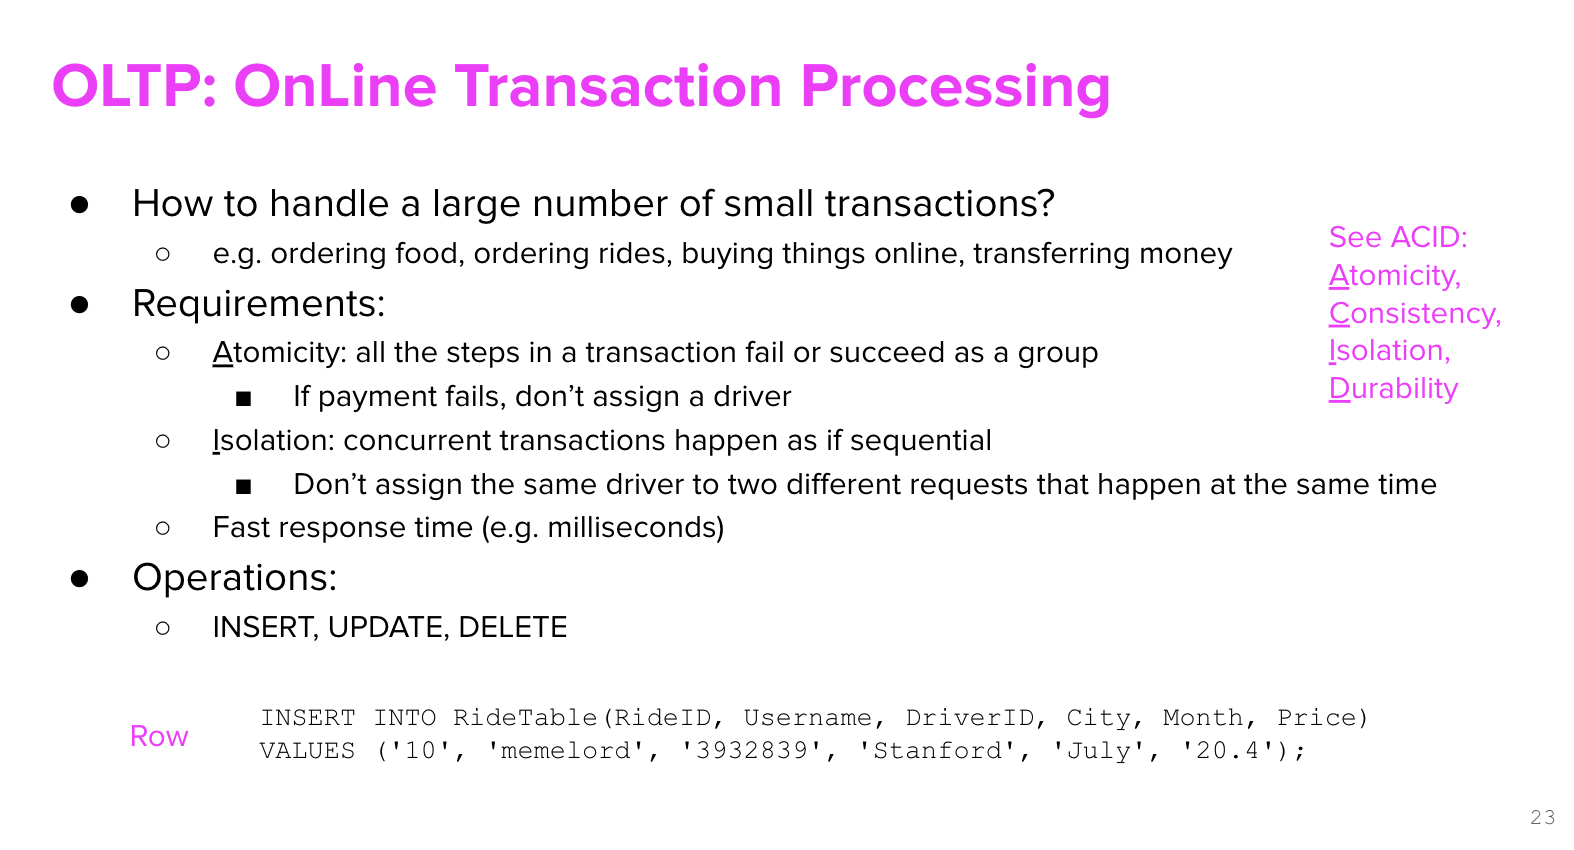 OLTP: OnLine Transaction Processing
● How to handle a large number of small transactions?
○ e.g. ordering food, ordering rides, buying things online, transferring money
● Requirements:
○ Atomicity: all the steps in a transaction fail or succeed as a group
■ If payment fails, don’t assign a driver
○ Isolation: concurrent transactions happen as if sequential
■ Don’t assign the same driver to two different requests that happen at the same time
○ Fast response time (e.g. milliseconds)
● Operations:
○ INSERT, UPDATE, DELETE
See ACID:
Atomicity,
Consistency,
Isolation,
Durability
Row
INSERT INTO RideTable(RideID, Username, DriverID, City, Month, Price)
VALUES ('10', 'memelord', '3932839', 'Stanford', 'July', '20.4');
23